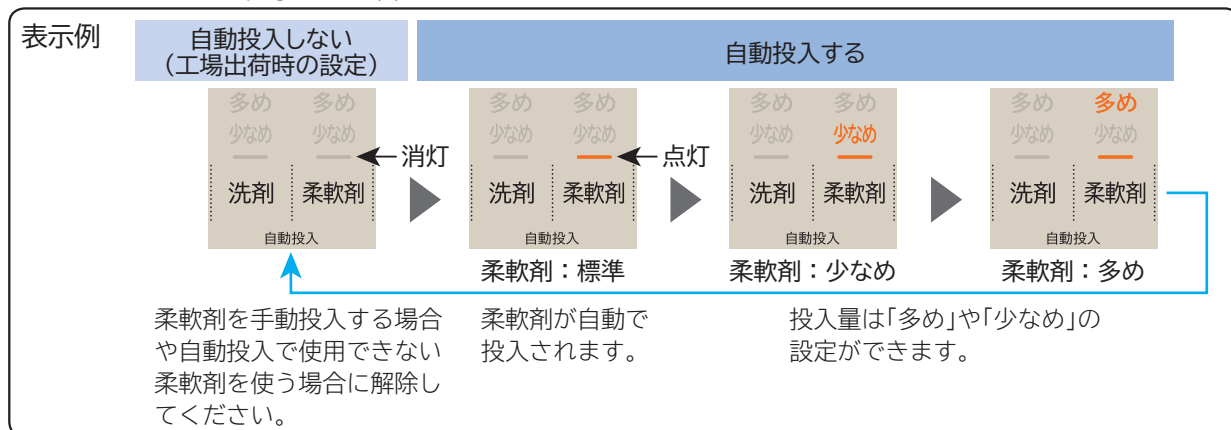 表示例
自動投入しない
（工場出荷時の設定）
自動投入する
多め 多め
少なめ 少なめ
消灯
洗剤 柔軟剤
自動投入
多め 多め
少なめ 少なめ
点灯
洗剤 柔軟剤
自動投入
柔軟剤：標準
多め 多め
少なめ 少なめ
洗剤 柔軟剤
自動投入
柔軟剤：少なめ
多め 多め
少なめ 少なめ
洗剤 柔軟剤
自動投入
柔軟剤：多め
柔軟剤を手動投入する場合
や自動投入で使用できない
柔軟剤を使う場合に解除し
てください。
柔軟剤が自動で
投入されます。
投入量は「多め」や「少なめ」の
設定ができます。